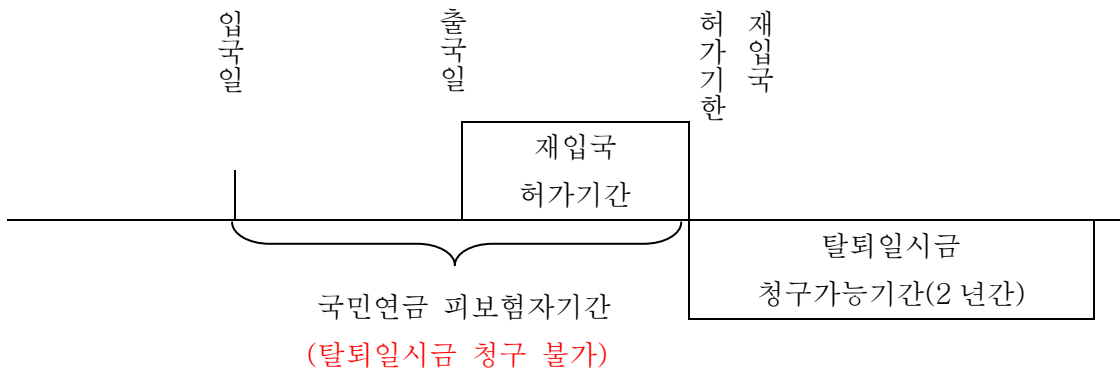 입국일
출국일
허가기한
재입국
재입국
허가기간
탈퇴일시금
청구가능기간(2 년간)
국민연금 피보험자기간
(탈퇴일시금 청구 불가)